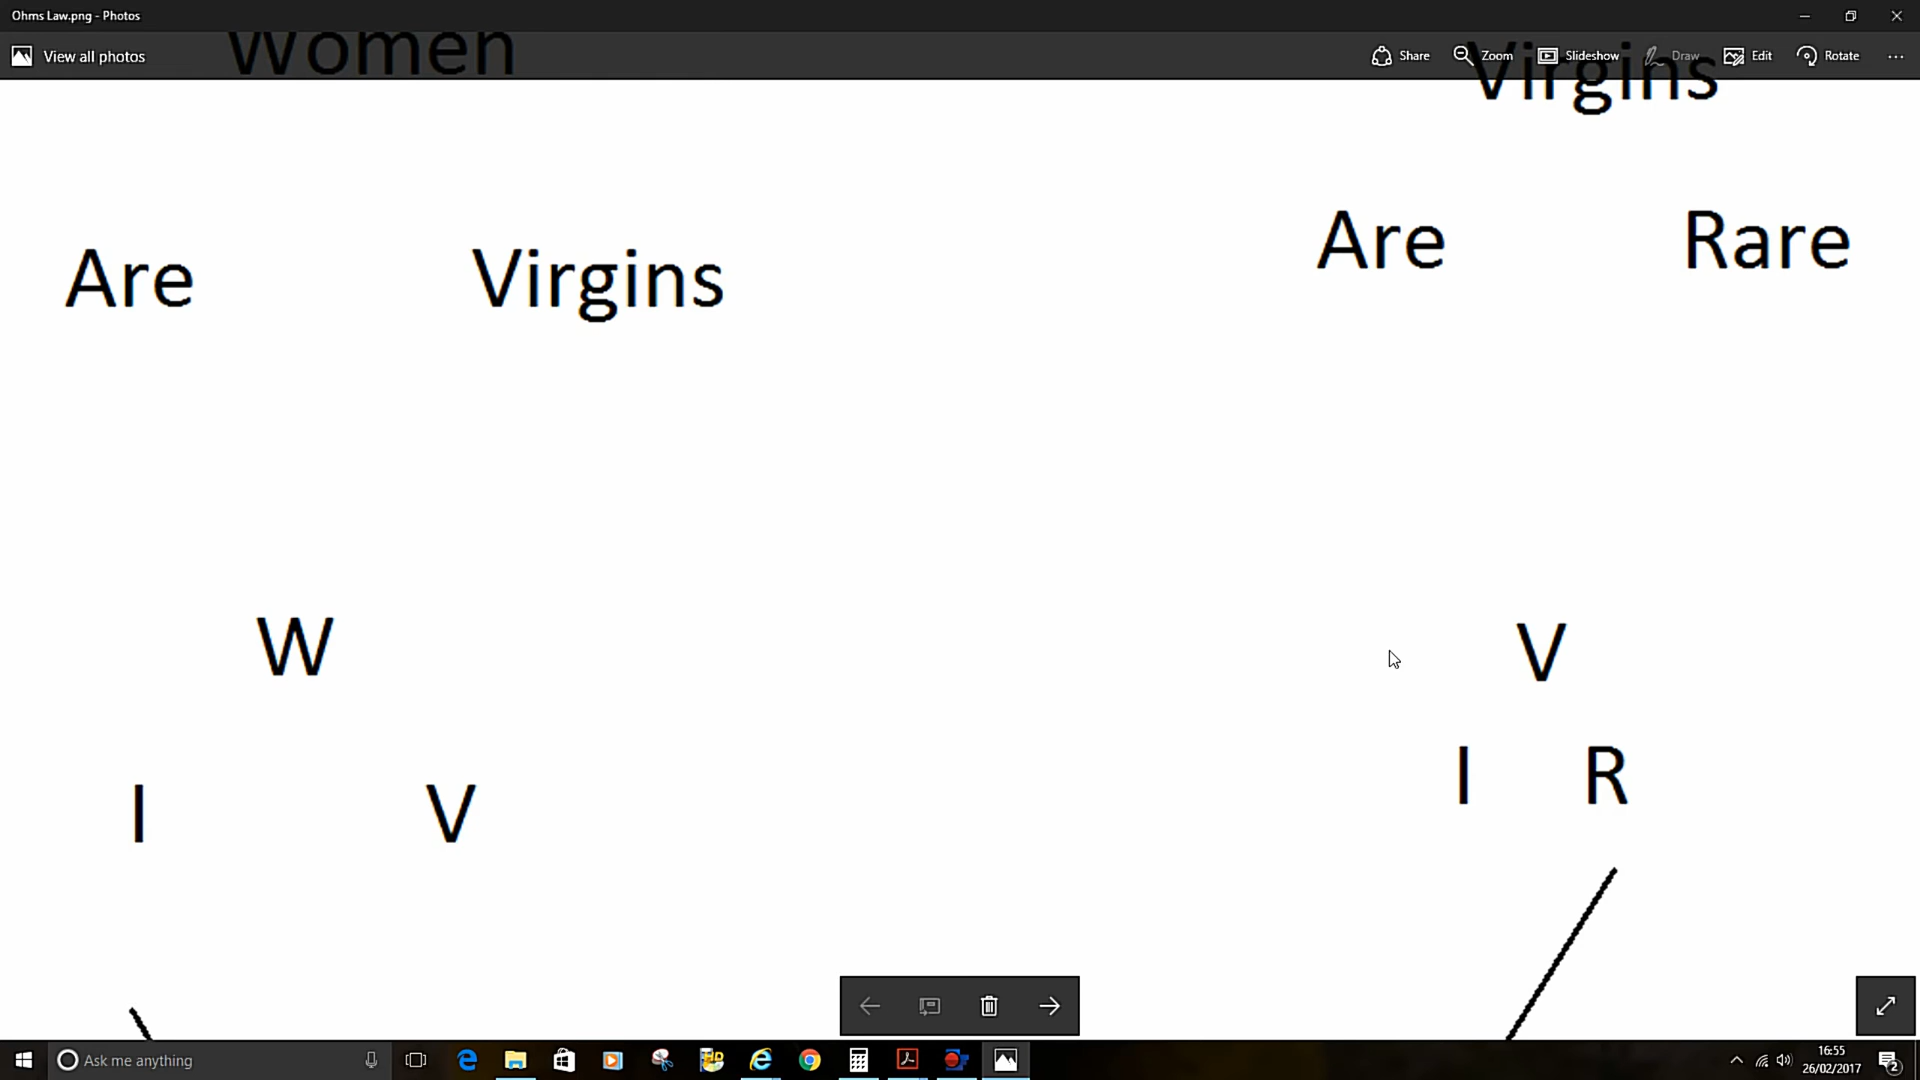 Ohms Law.png - Photos
View all photos
Share
Zoom
Slideshow
Draw
Edit
Rotate
Women
Virgins
Are Virgins
Are Rare
W
V
I V
I R
Ask me anything
16:55
26/02/2017
2